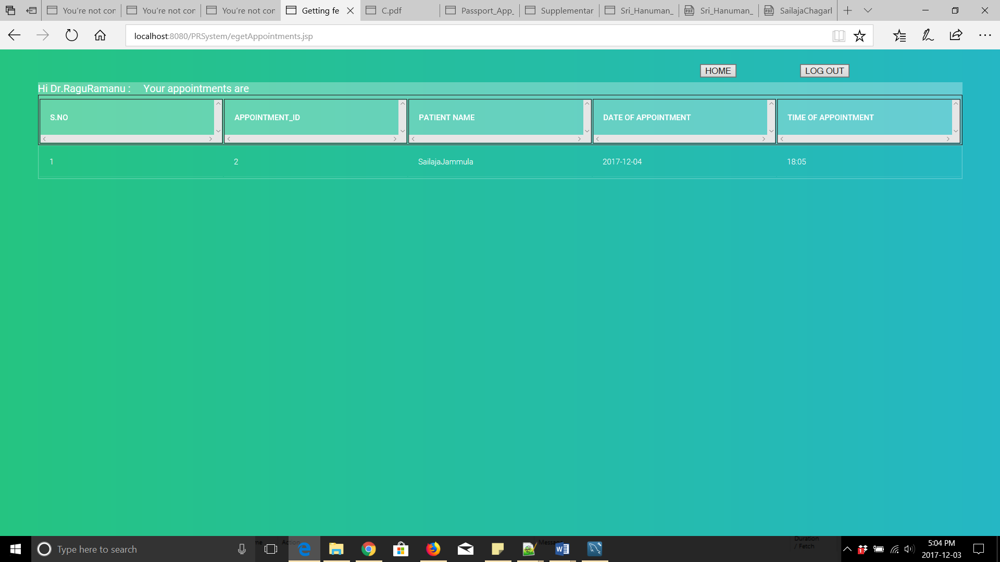 You're not cor
You're not cor
You're not cor
Getting fe
C.pdf
Passport_App_
Supplementar
Sri_Hanuman_
Sri_Hanuman_
SailajaChagarl
localhost:8080/PRSystem/egetAppointments.jsp
HOME
LOG OUT
Hi Dr.RaguRamanu : Your appointments are
S.NO
APPOINTMENT_ID
PATIENT NAME
DATE OF APPOINTMENT
TIME OF APPOINTMENT
1
2
SailajaJammula
2017-12-04
18:05
Type here to search
Duration
/ Fetch
5:04 PM
2017-12-03